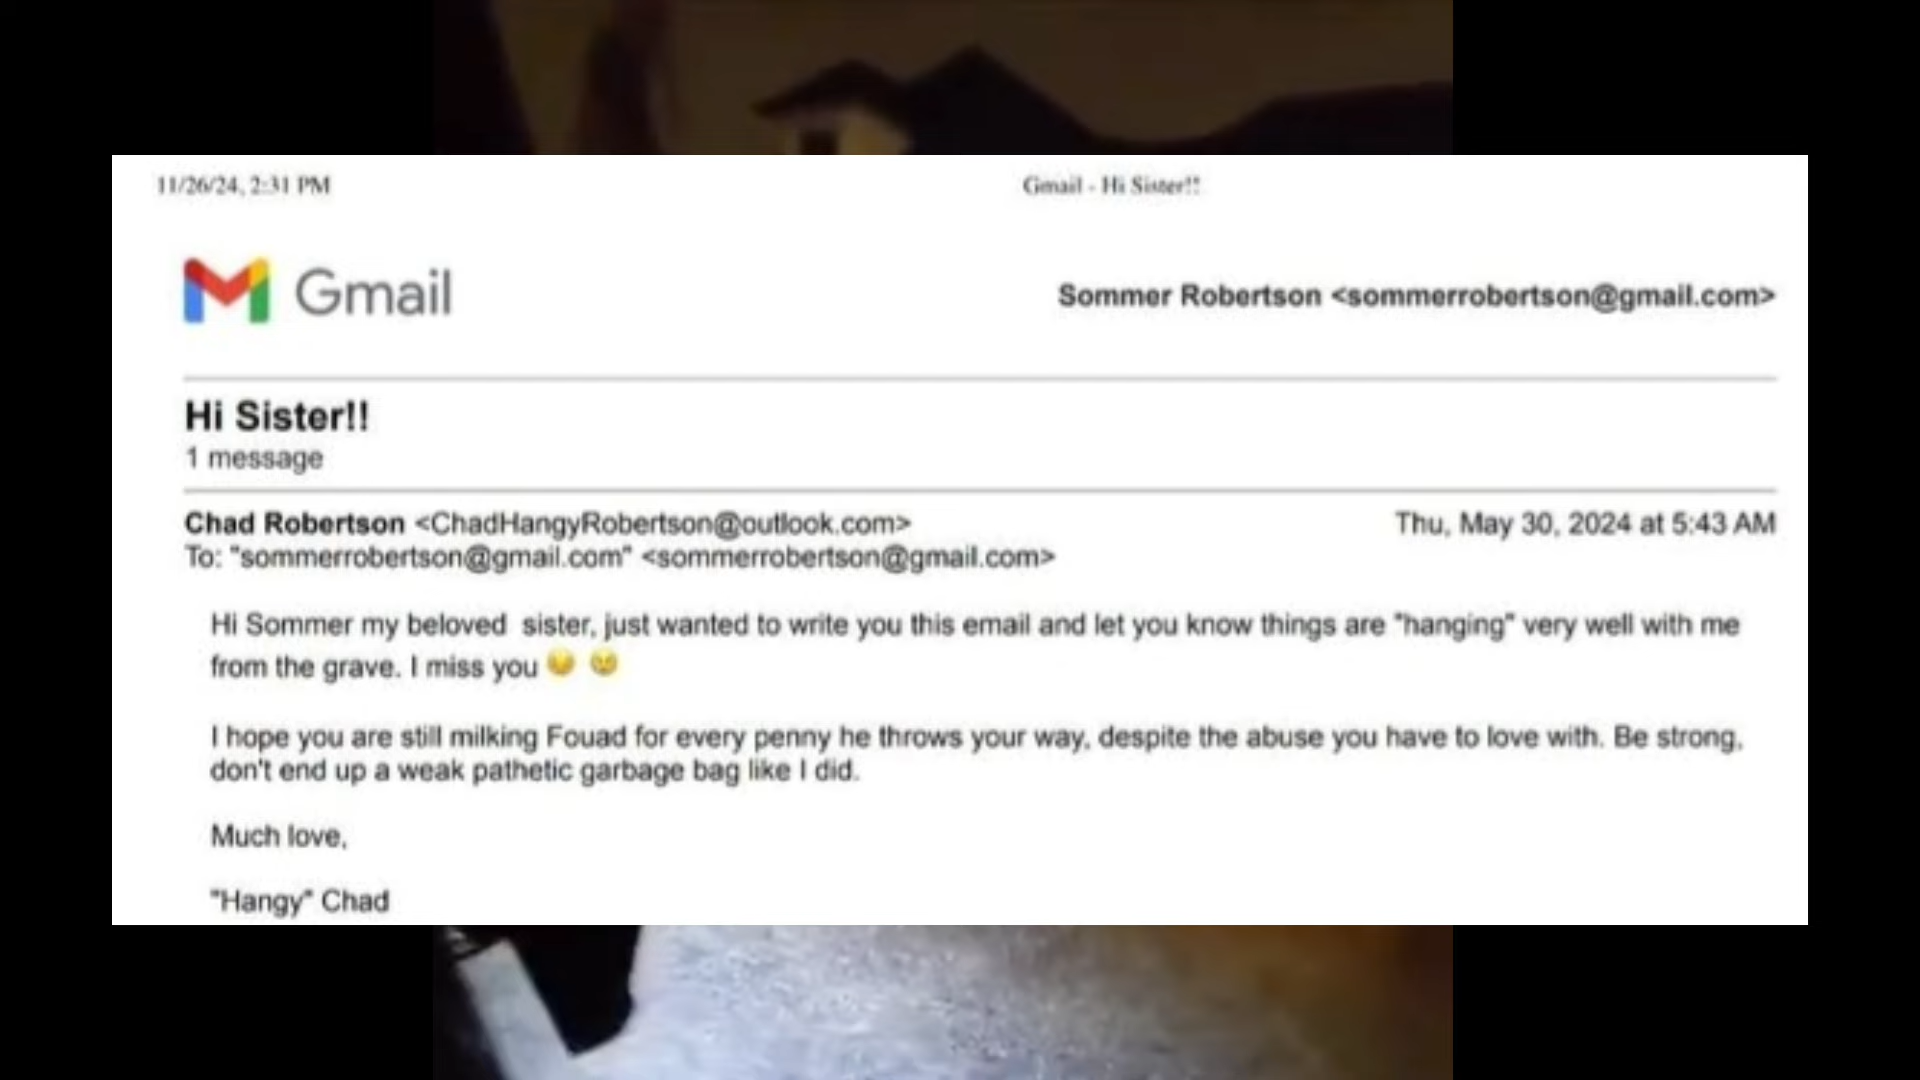 11/26/24, 2:31 PM Gmail - Hi Sister!!
Gmail
Sommer Robertson <sommerrobertson@gmail.com>
Hi Sister!!
1 message
Chad Robertson <ChadHangyRobertson@outlook.com> Thu, May 30, 2024 at 5:43 AM
To: "sommerrobertson@gmail.com" <sommerrobertson@gmail.com>
Hi Sommer my beloved sister, just wanted to write you this email and let you know things are "hanging" very well with me
from the grave. I miss you
I hope you are still milking Fouad for every penny he throws your way, despite the abuse you have to love with. Be strong,
don't end up a weak pathetic garbage bag like I did.
Much love,
"Hangy" Chad